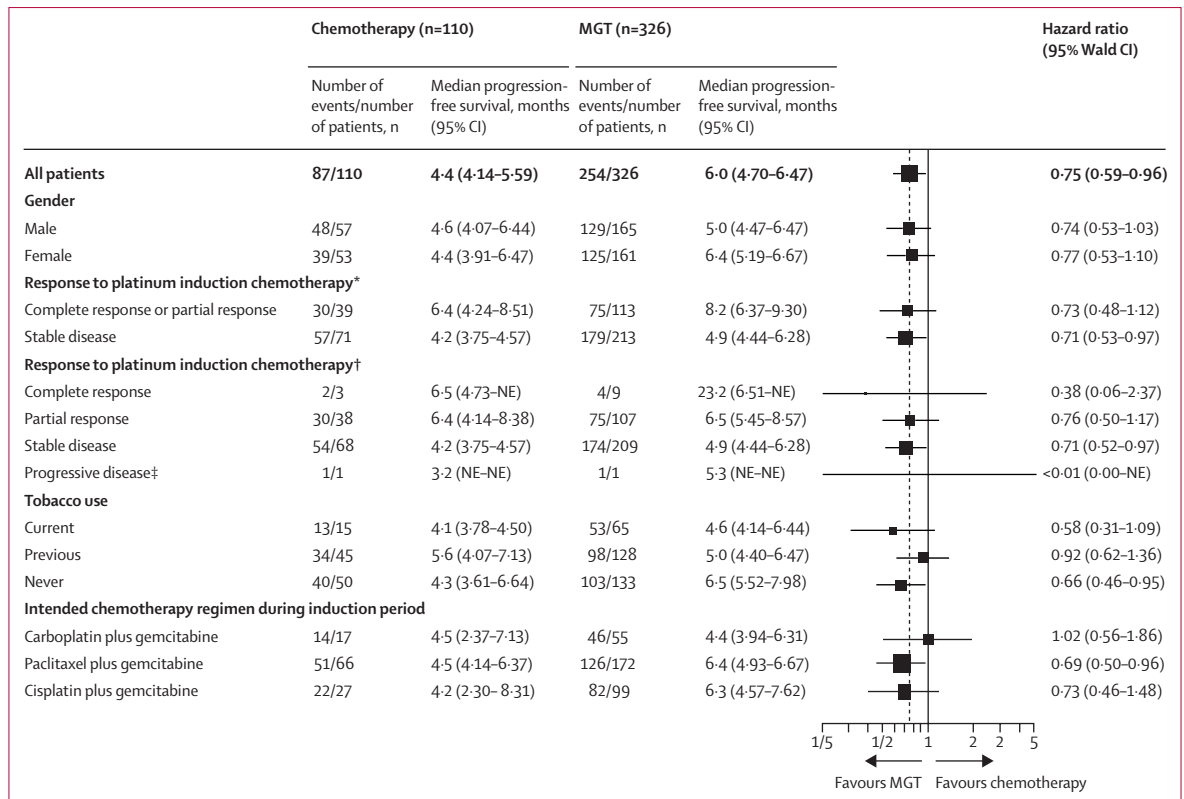 Chemotherapy (n=110) MGT (n=326) Hazard ratio
(95% Wald CI)
Number of events/number of patients, n Median progression-free survival, months (95% CI) Number of events/number of patients, n Median progression-free survival, months (95% CI)
All patients 87/110 4·4 (4·14–5·59) 254/326 6·0 (4·70–6·47) 0·75 (0·59–0·96)
Gender
Male 48/57 4·6 (4·07–6·44) 129/165 5·0 (4·47–6·47) 0·74 (0·53–1·03)
Female 39/53 4·4 (3·91–6·47) 125/161 6·4 (5·19–6·67) 0·77 (0·53–1·10)
Response to platinum induction chemotherapy*
Complete response or partial response 30/39 6·4 (4·24–8·51) 75/113 8·2 (6·37–9·30) 0·73 (0·48–1·12)
Stable disease 57/71 4·2 (3·75–4·57) 179/213 4·9 (4·44–6·28) 0·71 (0·53–0·97)
Response to platinum induction chemotherapy†
Complete response 2/3 6·5 (4·73–NE) 4/9 23·2 (6·51–NE) 0·38 (0·06–2·37)
Partial response 30/38 6·4 (4·14–8·38) 75/107 6·5 (5·45–8·57) 0·76 (0·50–1·17)
Stable disease 54/68 4·2 (3·75–4·57) 174/209 4·9 (4·44–6·28) 0·71 (0·52–0·97)
Progressive disease‡ 1/1 3·2 (NE–NE) 1/1 5·3 (NE–NE) <0·01 (0·00–NE)
Tobacco use
Current 13/15 4·1 (3·78–4·50) 53/65 4·6 (4·14–6·44) 0·58 (0·31–1·09)
Previous 34/45 5·6 (4·07–7·13) 98/128 5·0 (4·40–6·47) 0·92 (0·62–1·36)
Never 40/50 4·3 (3·61–6·64) 103/133 6·5 (5·52–7·98) 0·66 (0·46–0·95)
Intended chemotherapy regimen during induction period
Carboplatin plus gemcitabine 14/17 4·5 (2·37–7·13) 46/55 4·4 (3·94–6·31) 1·02 (0·56–1·86)
Paclitaxel plus gemcitabine 51/66 4·5 (4·14–6·37) 126/172 6·4 (4·93–6·67) 0·69 (0·50–0·96)
Cisplatin plus gemcitabine 22/27 4·2 (2·30– 8·31) 82/99 6·3 (4·57–7·62) 0·73 (0·46–1·48)
1/5 1/2 1 2 2 5
Favours MGT Favours chemotherapy